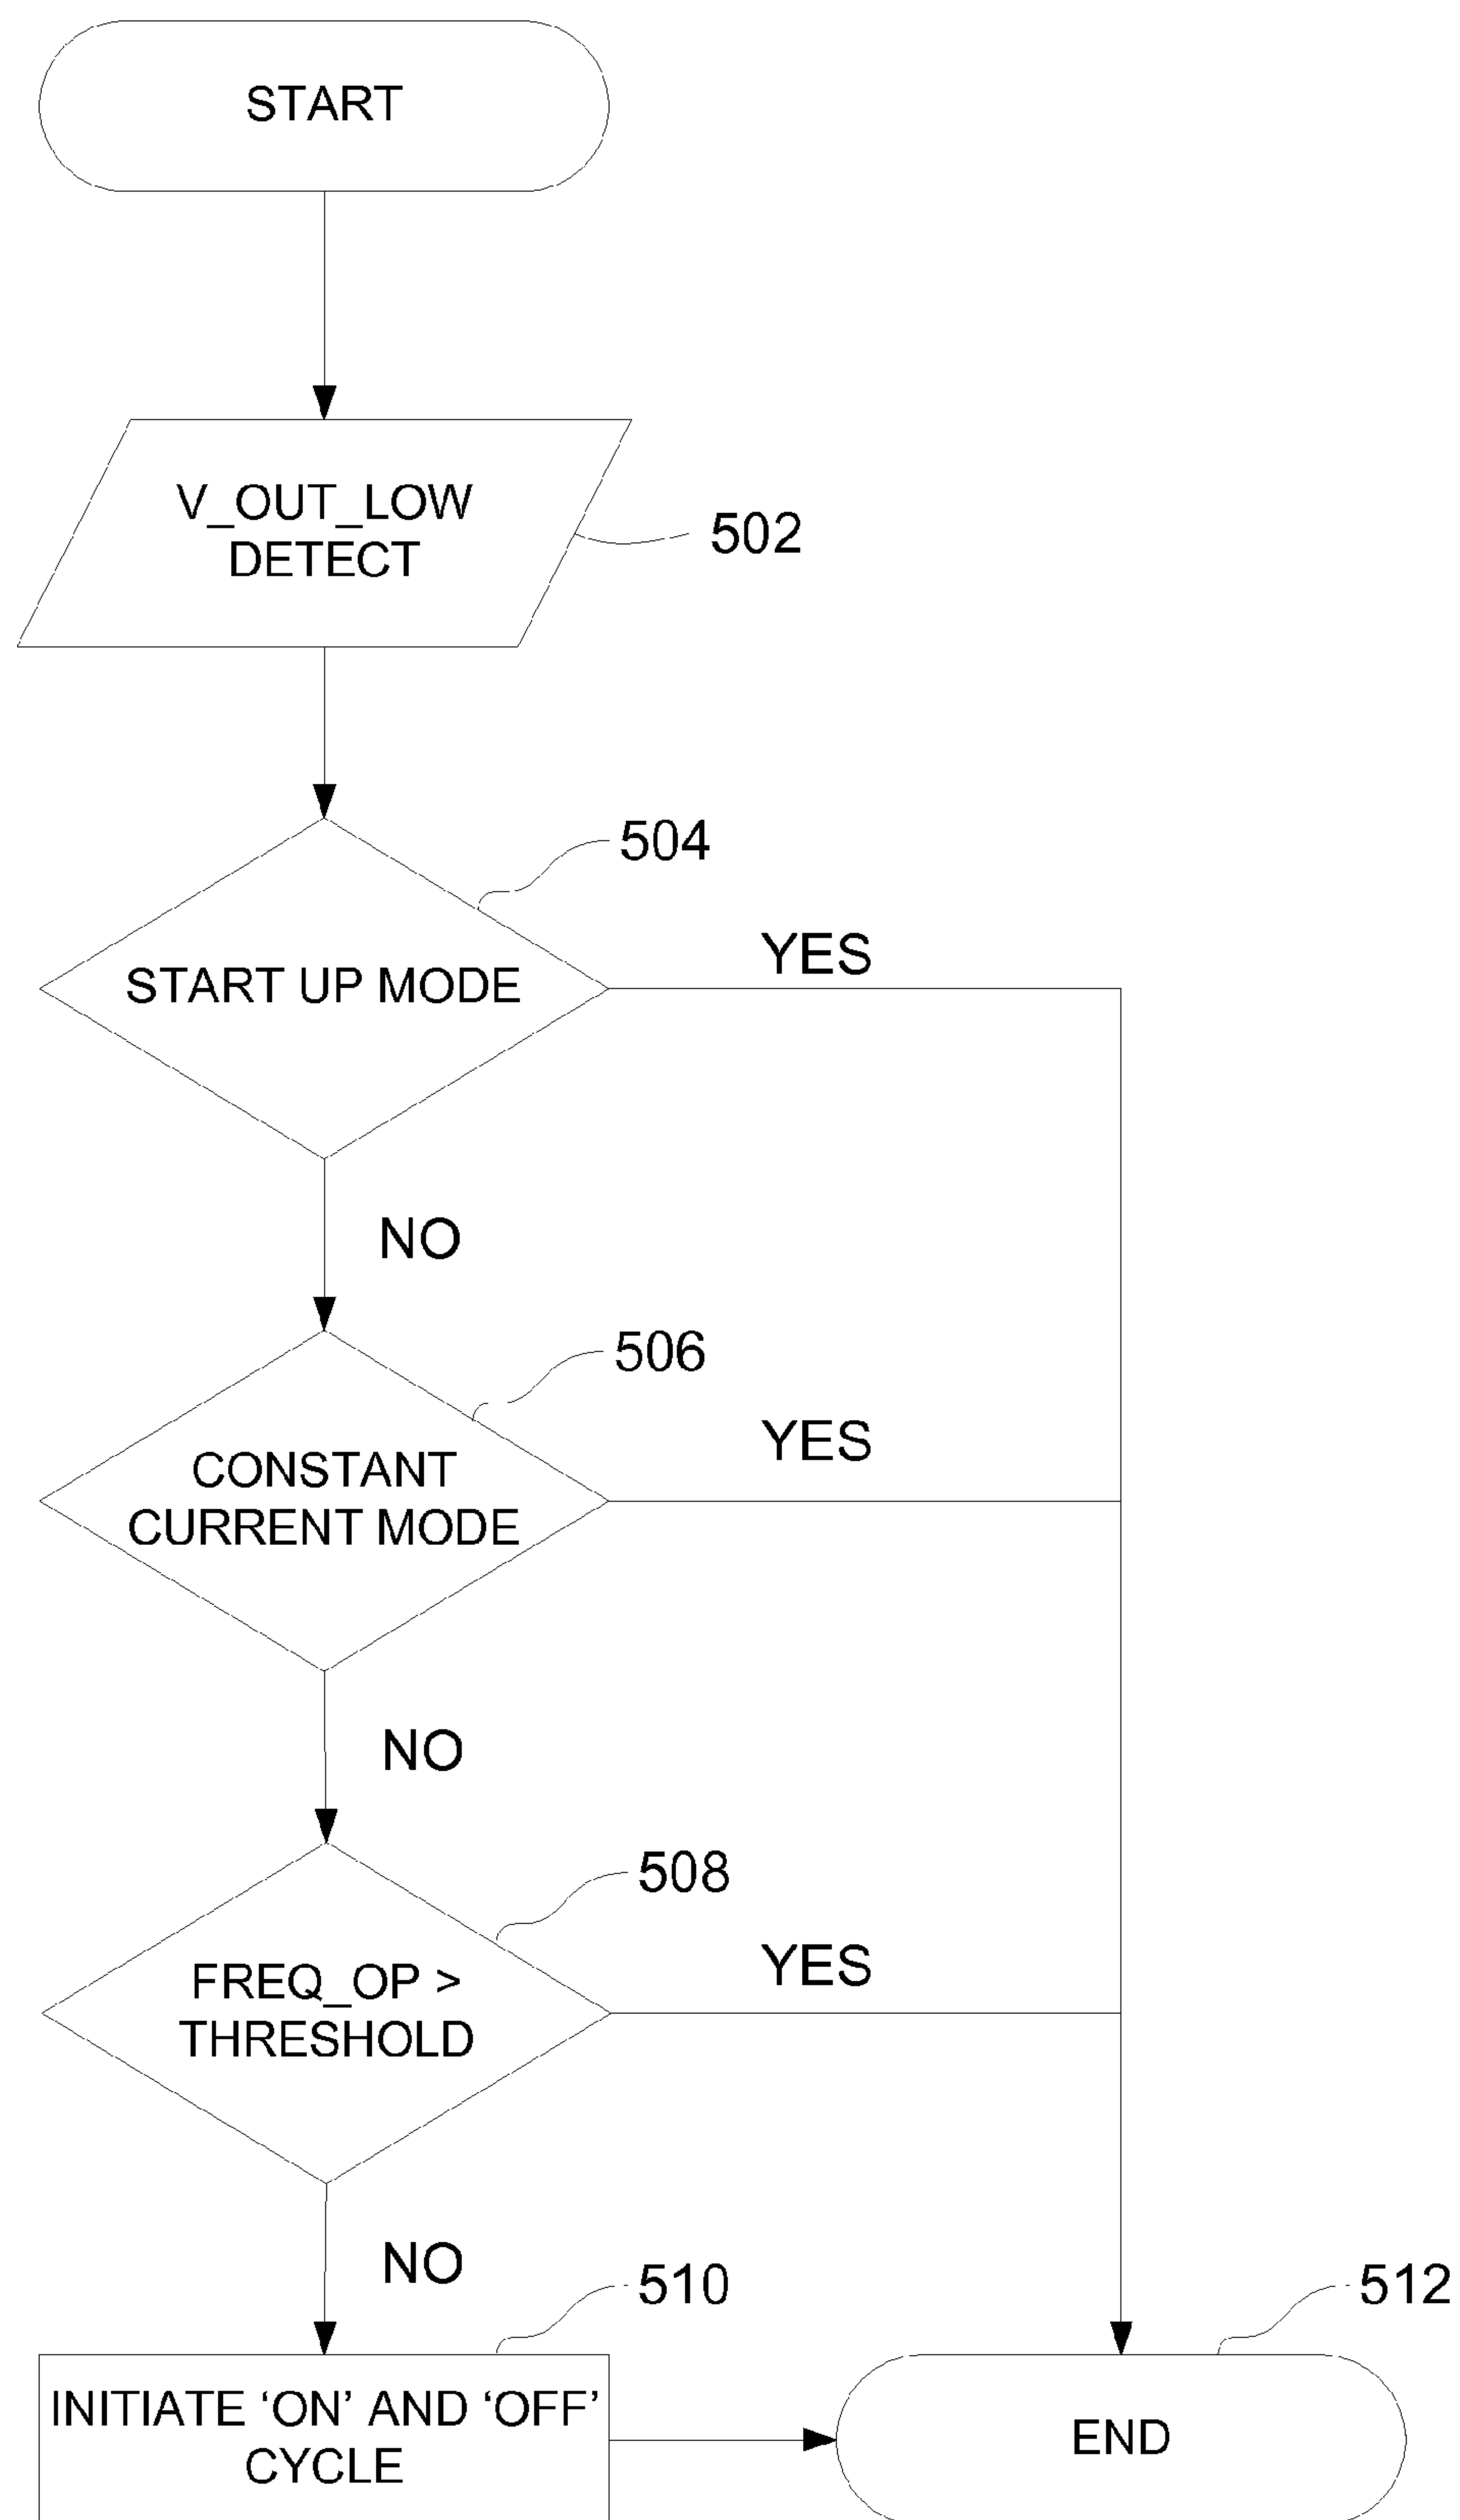 START
V_OUT_LOW
DETECT
502
504
START UP MODE
YES
NO
506
CONSTANT
CURRENT MODE
YES
NO
508
FREQ_OP >
THRESHOLD
YES
NO
510
512
INITIATE ‘ON’ AND ‘OFF’
CYCLE
END